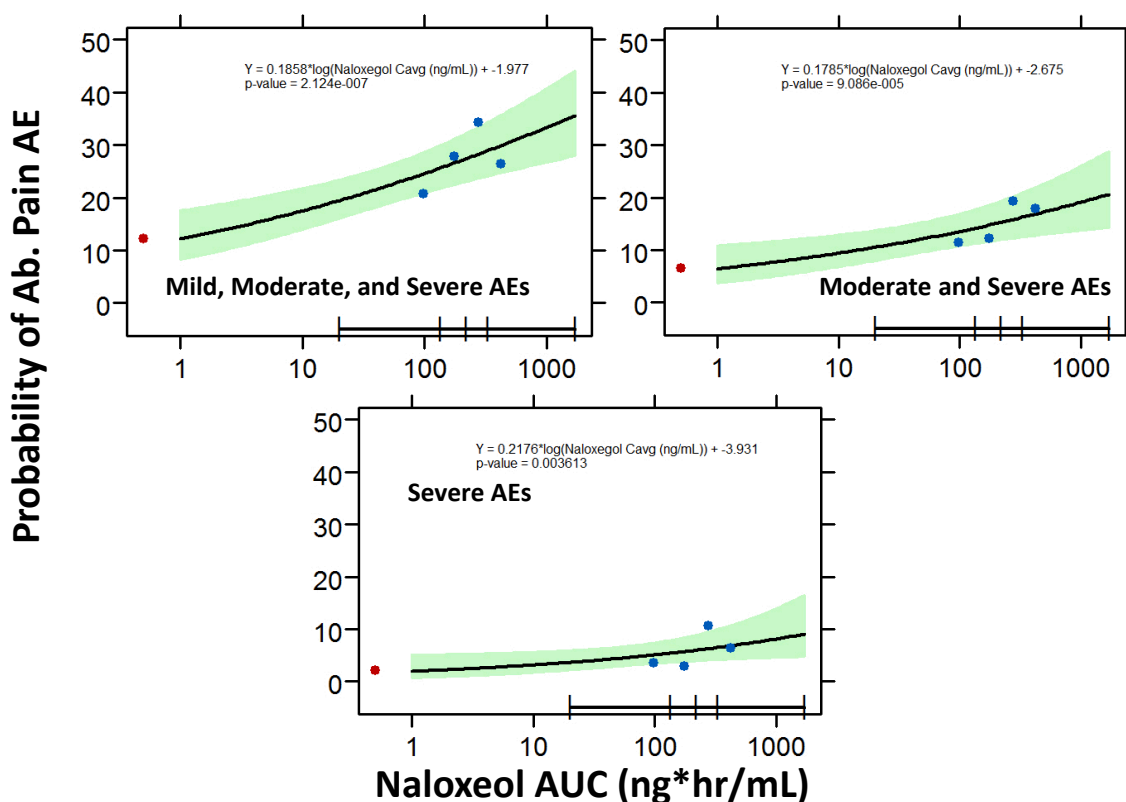 Probability of Ab. Pain AE
50
40
30
20
10
0
Y = 0.1858*log(Naloxegol Cavg (ng/mL)) + -1.977
p-value = 2.124e-007
Mild, Moderate, and Severe AEs
1
10
100
1000
50
40
30
20
10
0
Y = 0.1785*log(Naloxegol Cavg (ng/mL)) + -2.675
p-value = 9.086e-005
Moderate and Severe AEs
1
10
100
1000
50
40
30
20
10
0
Y = 0.2176*log(Naloxegol Cavg (ng/mL)) + -3.931
p-value = 0.003613
Severe AEs
1
10
100
1000
Naloxeol AUC (ng*hr/mL)